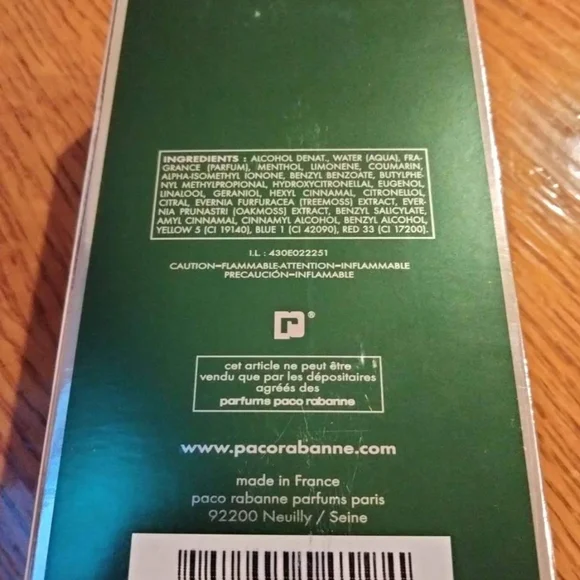 INGREDIENTS : ALCOHOL DENAT., WATER (AQUA), FRA-
GRANCE (PARFUM), MENTHOL, LIMONENE, COUMARIN,
ALPHA-ISOMETHYL IONONE, BENZYL BENZOATE, BUTYLPHE-
NYL METHYLPROPIONAL, HYDROXYCITRONELLAL, EUGENOL,
LINALOOL, GERANIOL, HEXYL CINNAMAL, CITRONELLOL,
CITRAL, EVERNIA FURFURACEA (TREEMOSS) EXTRACT, EVER-
NIA PRUNASTRI (OAKMOSS) EXTRACT, BENZYL SALICYLATE,
AMYL CINNAMAL, CINNAMYL ALCOHOL, BENZYL ALCOHOL,
YELLOW 5 (CI 19140), BLUE 1 (CI 42090), RED 33 (CI 17200).
I.L : 430E022251
CAUTION-FLAMMABLE-ATTENTION-INFLAMMABLE
PRECAUCIÓN-INFLAMABLE
®
cet article ne peut être
vendu que par les dépositaires
agréés des
parfums paco rabanne
www.pacorabanne.com
made in France
paco rabanne parfums paris
92200 Neuilly / Seine